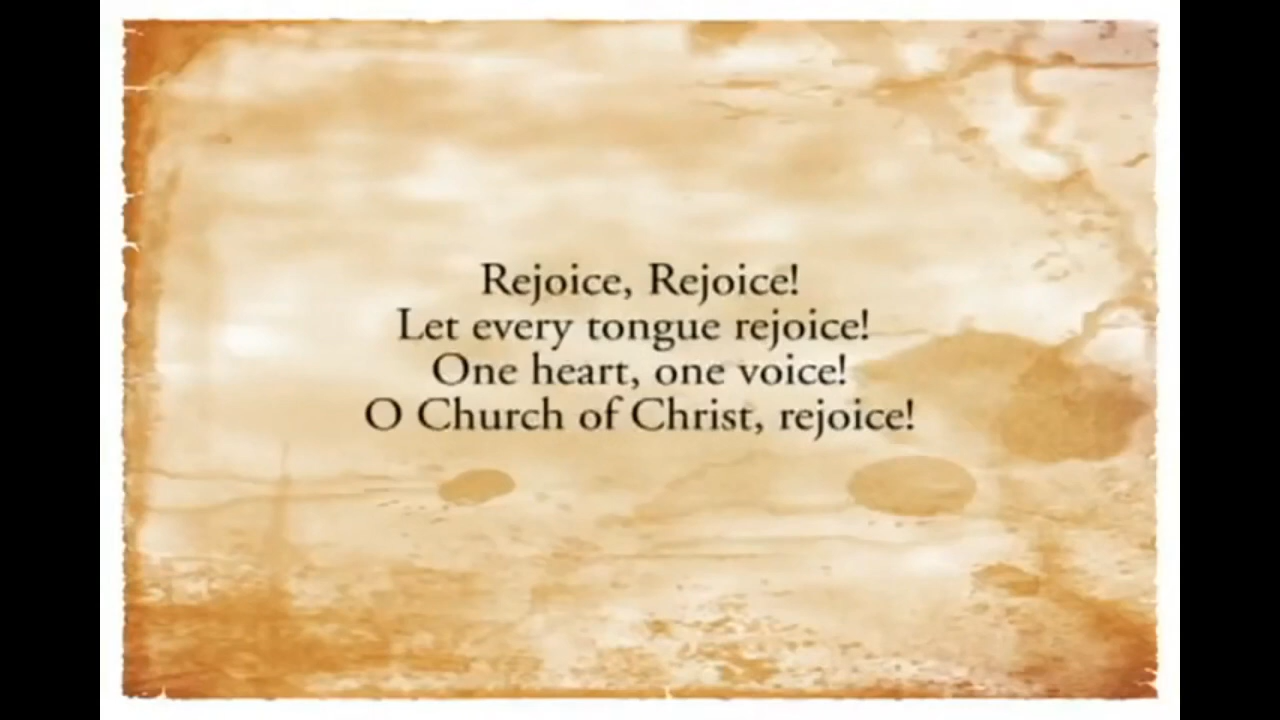 Rejoice, Rejoice!
Let every tongue rejoice!
One heart, one voice!
O Church of Christ, rejoice!